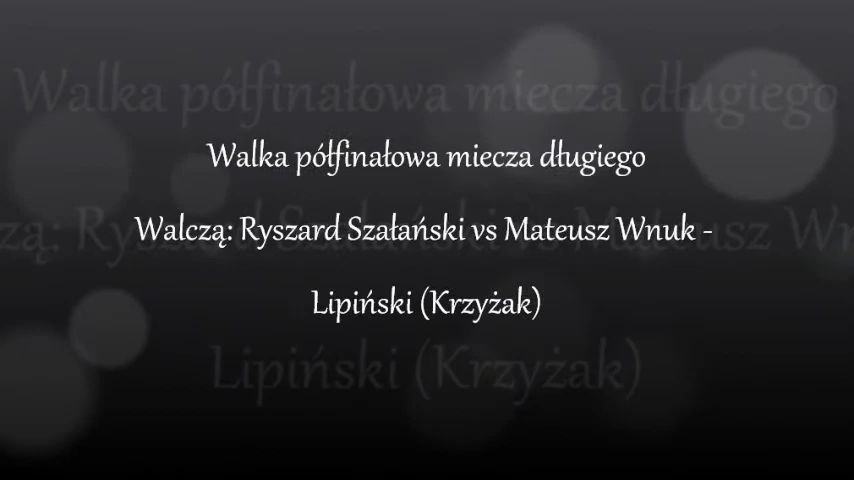 Walka półfinałowa miecza długiego
Walczą: Ryszard Szałański vs Mateusz Wnuk -
Lipiński (Krzyżak)